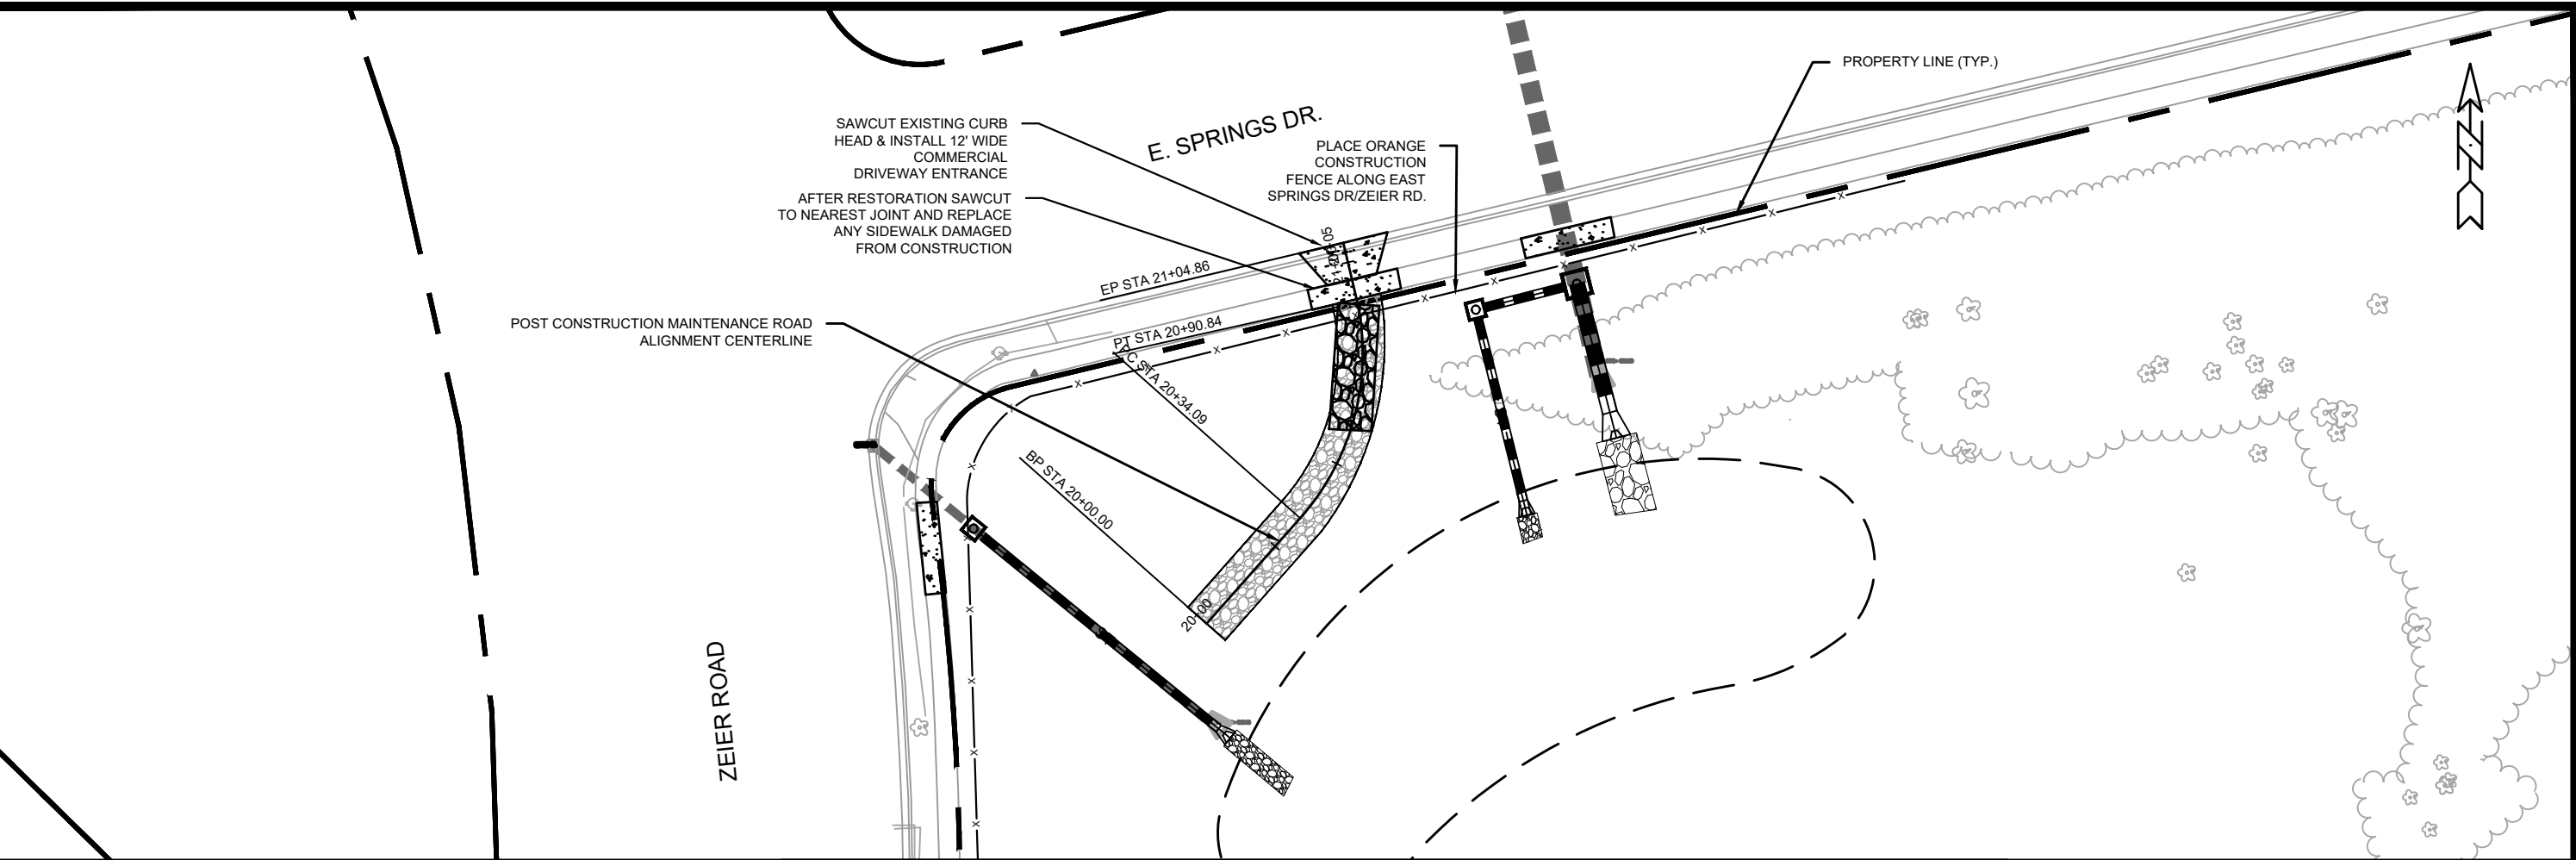 PROPERTY LINE (TYP.)
E. SPRINGS DR.
SAWCUT EXISTING CURB
HEAD & INSTALL 12' WIDE
COMMERCIAL
DRIVEWAY ENTRANCE
PLACE ORANGE
CONSTRUCTION
FENCE ALONG EAST
SPRINGS DR/ZEIER RD.
AFTER RESTORATION SAWCUT
TO NEAREST JOINT AND REPLACE
ANY SIDEWALK DAMAGED
FROM CONSTRUCTION
N
EP STA 21+04.86
POST CONSTRUCTION MAINTENANCE ROAD
ALIGNMENT CENTERLINE
PT STA 20+90.84
PC STA 20+34.09
BP STA 20+00.00
20+00
ZEIER ROAD